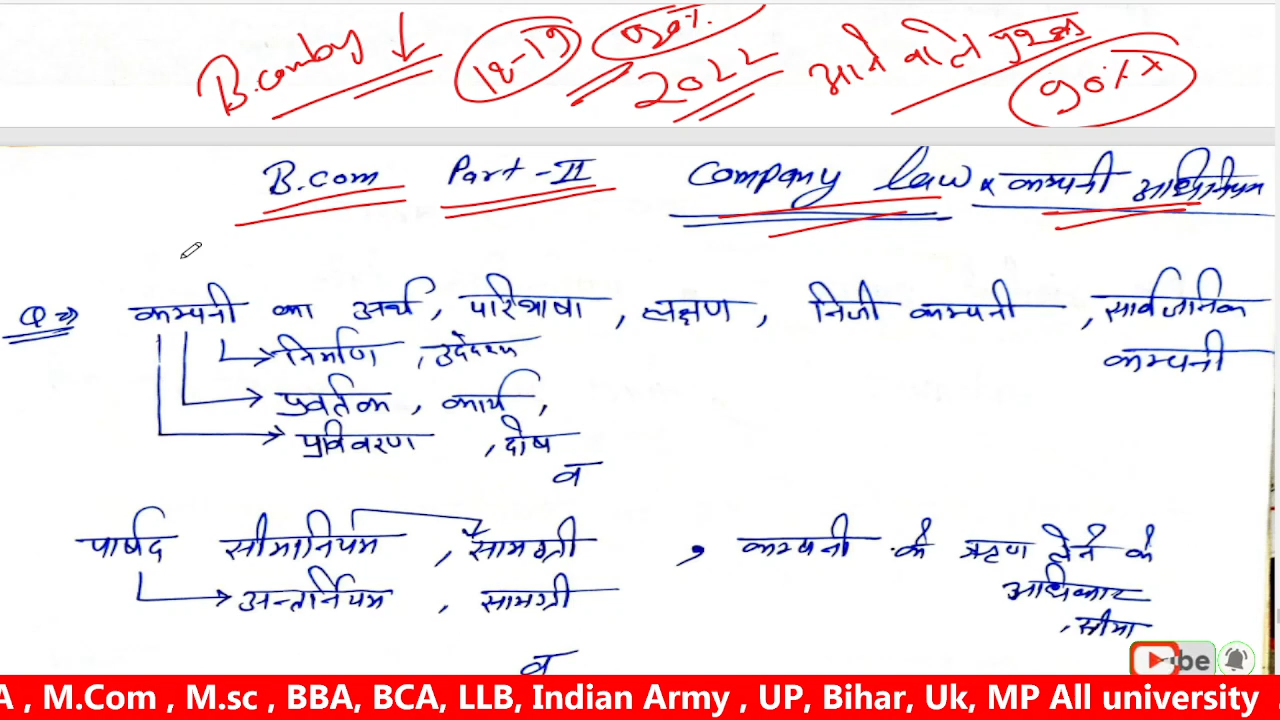 B.com 18-19 90% 2022 आने वाले प्रश्न 90%
B.com Part-II Company law कम्पनी अधिनियम
Q ⇒ कम्पनी का अर्थ, परिभाषा, लक्षण, निजी कम्पनी, सार्वजनिक
कम्पनी
निर्माण, उद्देश्य
प्रवर्तक, कार्य,
प्रविवरण, दोष
व
पार्षद सीमानियम, सामग्री, कम्पनी के ऋण लेने के
अधिकार
, सीमा
अन्तर्नियम, सामग्री
व
be
A , M.Com , M.sc , BBA, BCA, LLB, Indian Army , UP, Bihar, Uk, MP All university